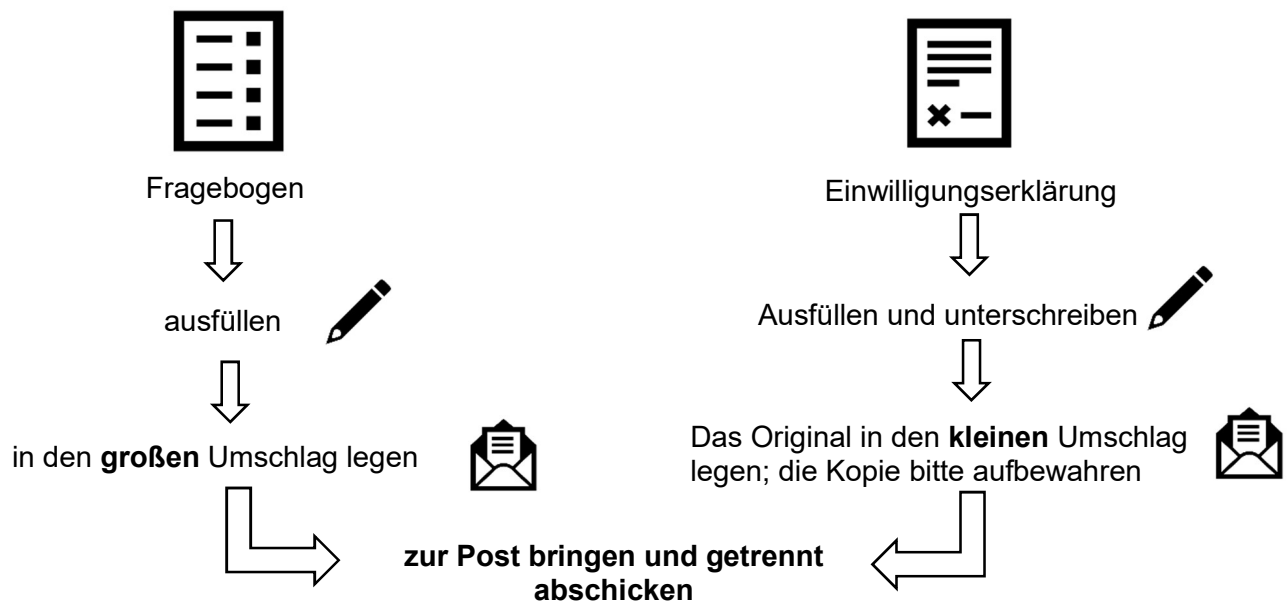 Fragebogen
ausfüllen
in den großen Umschlag legen
Einwilligungserklärung
Ausfüllen und unterschreiben
Das Original in den kleinen Umschlag
legen; die Kopie bitte aufbewahren
zur Post bringen und getrennt
abschicken